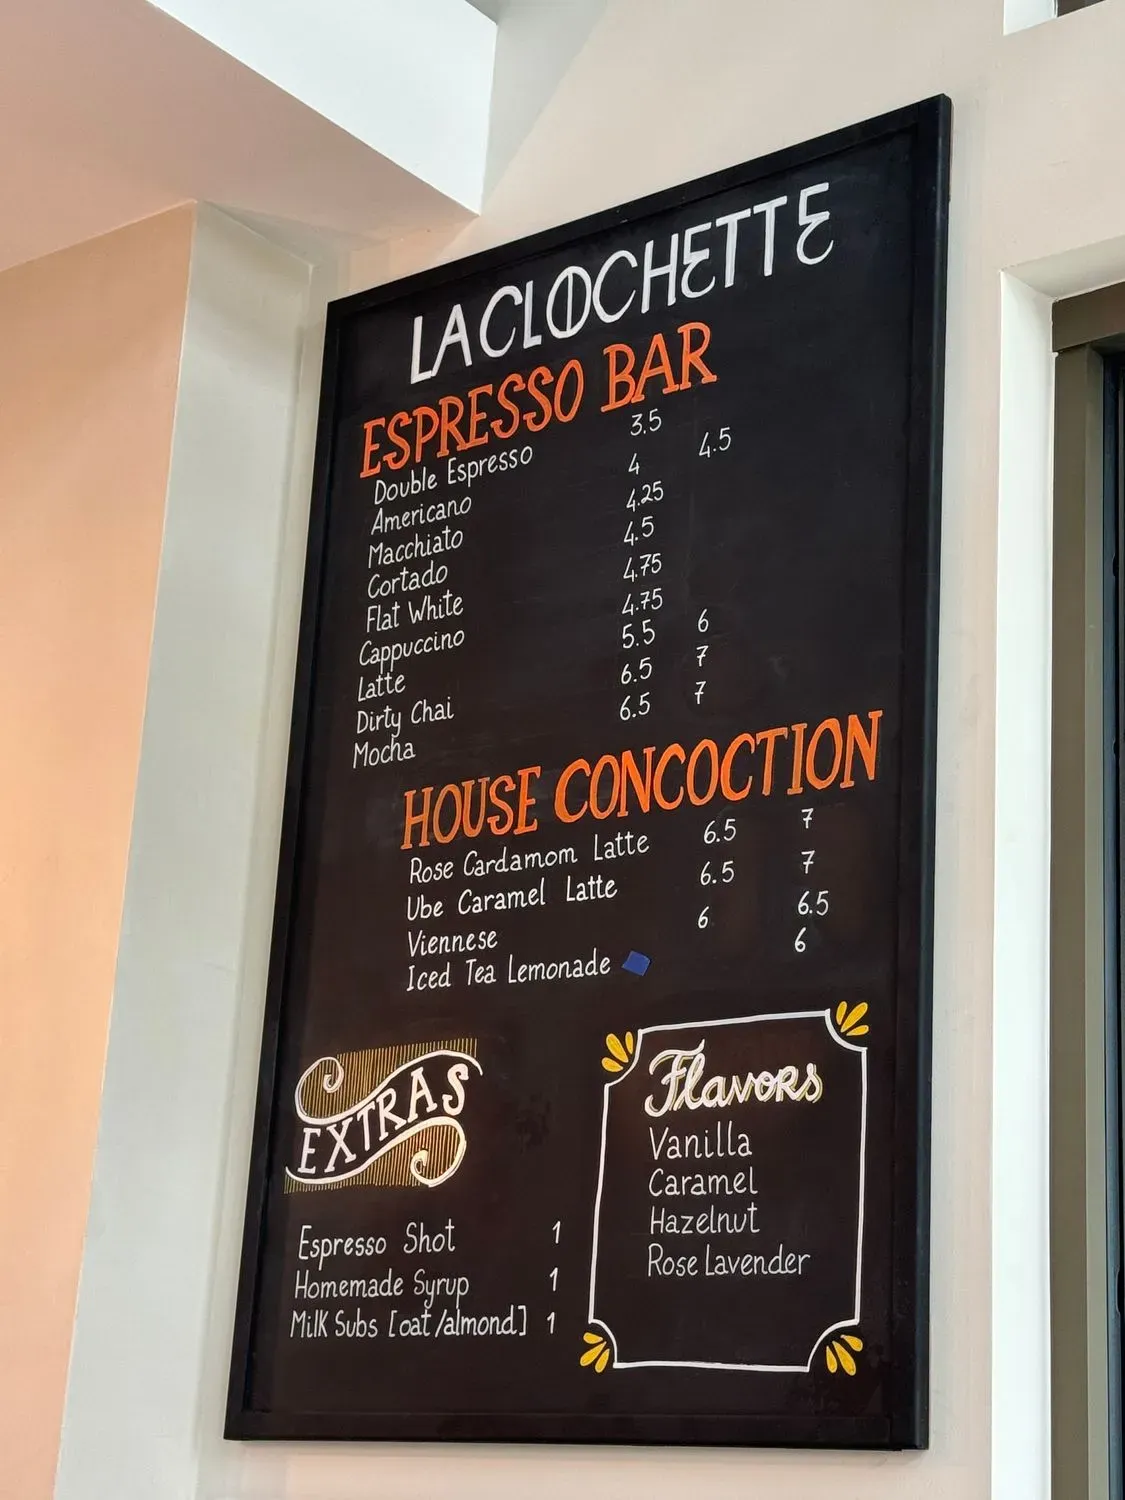 LA CLOCHETTE
ESPRESSO BAR
Double Espresso 3.5
Americano 4 4.5
Macchiato 4.25
Cortado 4.5
Flat White 4.75
Cappuccino 4.75
Latte 5.5 6
Dirty Chai 6.5 7
Mocha 6.5 7
HOUSE CONCOCTION
Rose Cardamom Latte 6.5 7
Ube Caramel Latte 6.5 7
Viennese 6 6.5
Iced Tea Lemonade 6
EXTRAS
Espresso Shot 1
Homemade Syrup 1
Milk Subs [oat/almond] 1
Flavors
Vanilla
Caramel
Hazelnut
Rose Lavender